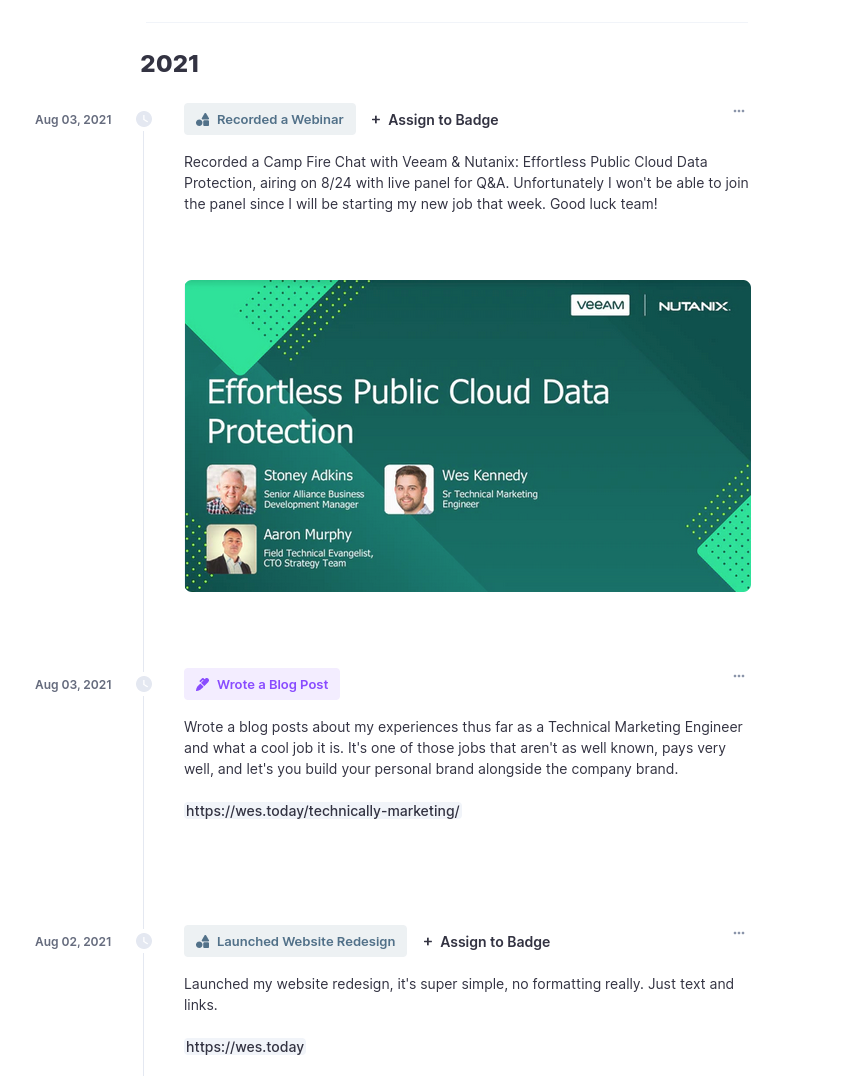 2021
Aug 03, 2021
Recorded a Webinar
+ Assign to Badge
Recorded a Camp Fire Chat with Veeam & Nutanix: Effortless Public Cloud Data
Protection, airing on 8/24 with live panel for Q&A. Unfortunately I won't be able to join
the panel since I will be starting my new job that week. Good luck team!
VEEAM
NUTANIX.
Effortless Public Cloud Data
Protection
Stoney Adkins
Senior Alliance Business
Development Manager
Wes Kennedy
Sr Technical Marketing
Engineer
Aaron Murphy
Field Technical Evangelist,
CTO Strategy Team
Aug 03, 2021
Wrote a Blog Post
Wrote a blog posts about my experiences thus far as a Technical Marketing Engineer
and what a cool job it is. It's one of those jobs that aren't as well known, pays very
well, and let's you build your personal brand alongside the company brand.
https://wes.today/technically-marketing/
Aug 02, 2021
Launched Website Redesign
+ Assign to Badge
Launched my website redesign, it's super simple, no formatting really. Just text and
links.
https://wes.today